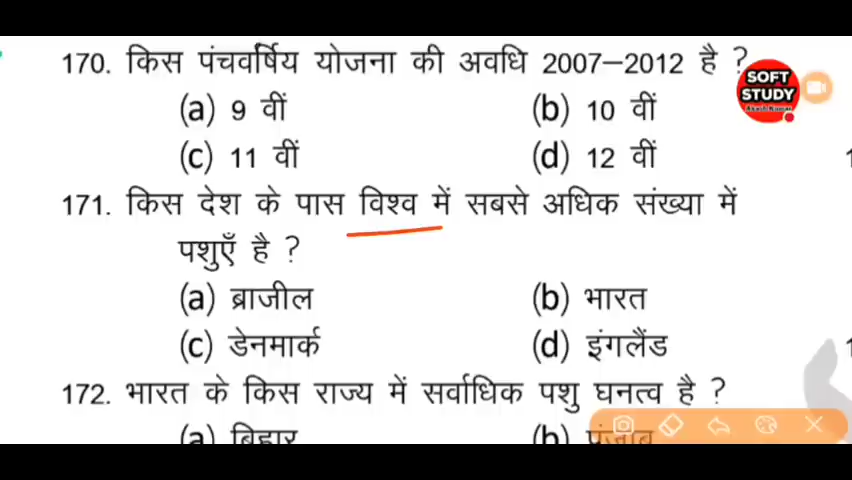 170. किस पंचवर्षिय योजना की अवधि 2007–2012 है ?
SOFT
STUDY
(a) 9 वीं (b) 10 वीं
(c) 11 वीं (d) 12 वीं
171. किस देश के पास विश्व में सबसे अधिक संख्या में
पशुएँ है ?
(a) ब्राजील (b) भारत
(c) डेनमार्क (d) इंगलैंड
172. भारत के किस राज्य में सर्वाधिक पशु घनत्व है ?
(a) बिहार (b) पंजाब